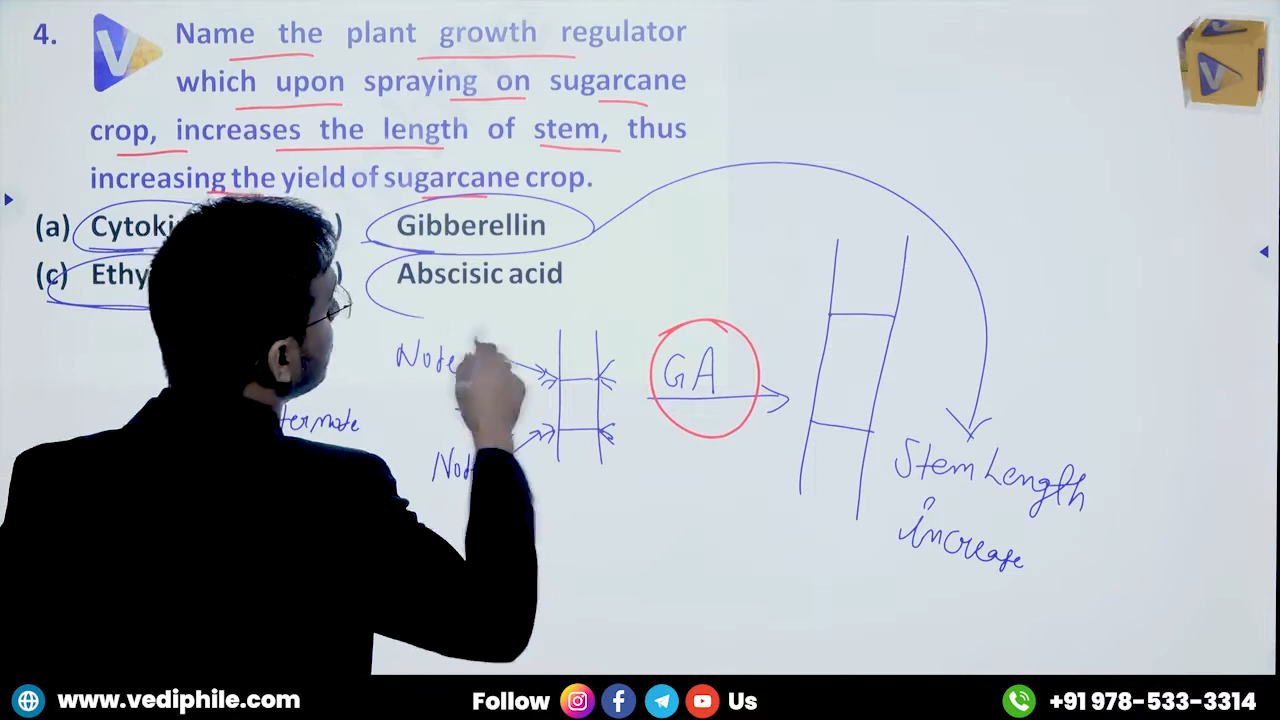 4.
Name the plant growth regulator
which upon spraying on sugarcane
crop, increases the length of stem, thus
increasing the yield of sugarcane crop.
(a) Cytoki ) Gibberellin
(c) Ethy ) Abscisic acid
Node
GA
ternode
Nod
Stem Length
increase
www.vediphile.com Follow Us +91 978-533-3314